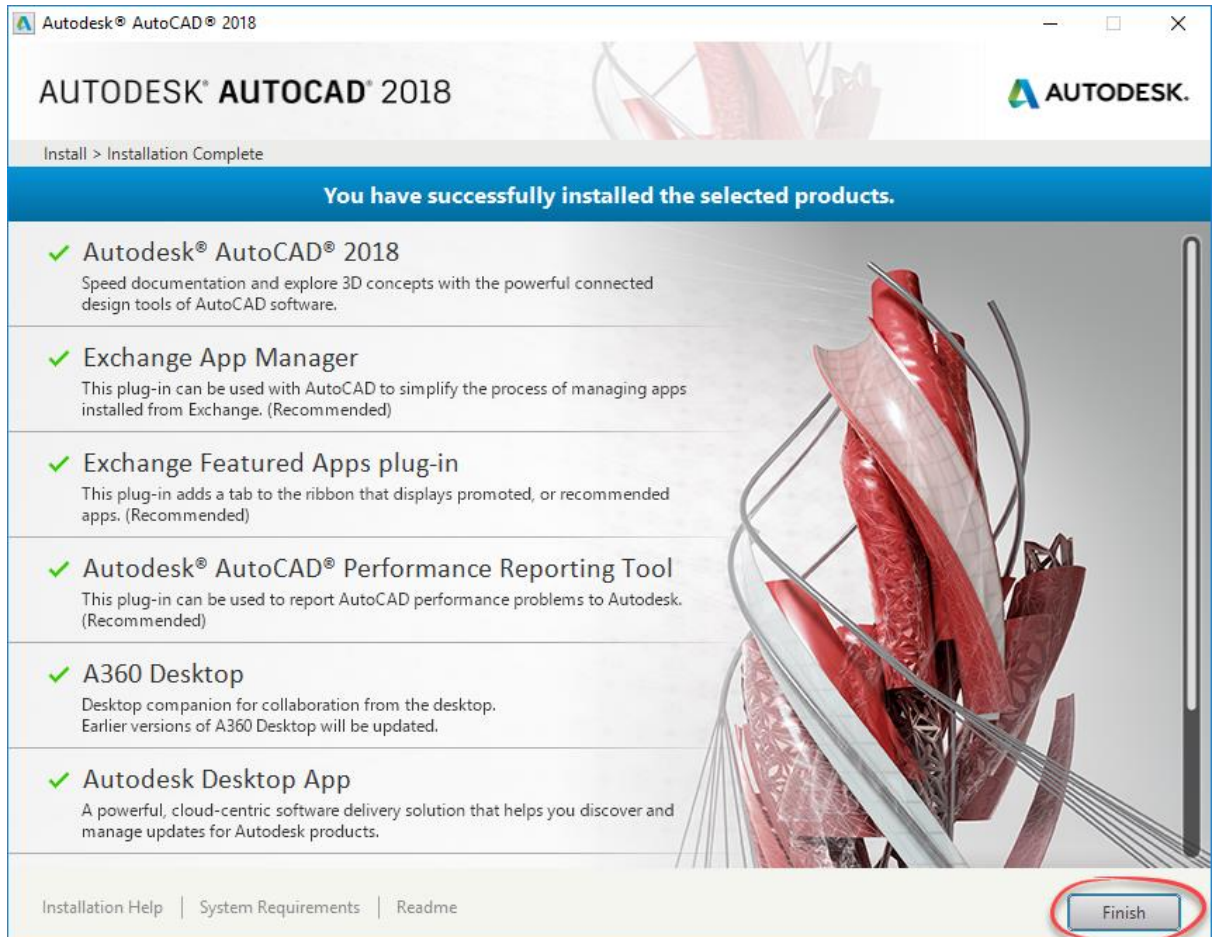 Autodesk® AutoCAD® 2018
AUTODESK® AUTOCAD® 2018
AUTODESK.
Install > Installation Complete
You have successfully installed the selected products.
Autodesk® AutoCAD® 2018
Speed documentation and explore 3D concepts with the powerful connected
design tools of AutoCAD software.
Exchange App Manager
This plug-in can be used with AutoCAD to simplify the process of managing apps
installed from Exchange. (Recommended)
Exchange Featured Apps plug-in
This plug-in adds a tab to the ribbon that displays promoted, or recommended
apps. (Recommended)
Autodesk® AutoCAD® Performance Reporting Tool
This plug-in can be used to report AutoCAD performance problems to Autodesk.
(Recommended)
A360 Desktop
Desktop companion for collaboration from the desktop.
Earlier versions of A360 Desktop will be updated.
Autodesk Desktop App
A powerful, cloud-centric software delivery solution that helps you discover and
manage updates for Autodesk products.
Installation Help | System Requirements | Readme
Finish